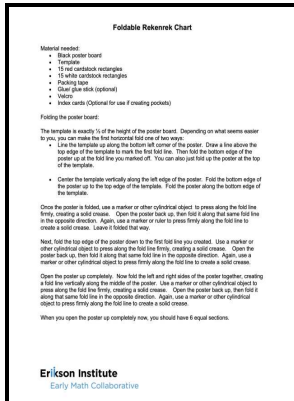 Foldable Rekenrek Chart
Material needed:
• Black poster board
• Template
• 15 red cardstock rectangles
• 15 white cardstock rectangles
• Packing tape
• Glue/ glue stick (optional)
• Velcro
• Index cards (Optional for use if creating pockets)
Folding the poster board:
The template is exactly ⅓ of the height of the poster board. Depending on what seems easier
to you, you can make the first horizontal fold one of two ways:
• Line the template up along the bottom left corner of the poster. Draw a line above the
top edge of the template to mark the first fold line. Then fold the bottom edge of the
poster up at the fold line you marked off. You can also just fold up the poster at the top
of the template.
• Center the template vertically along the left edge of the poster. Fold the bottom edge of
the poster up to the top edge of the template. Fold the poster along the bottom edge of
the template.
Once the poster is folded, use a marker or other cylindrical object to press along the fold line
firmly, creating a solid crease. Open the poster back up, then fold it along that same fold line
in the opposite direction. Again, use a marker or ruler to press firmly along the fold line to
create a solid crease. Leave it folded that way.
Next, fold the top edge of the poster down to the first fold line you created. Use a marker or
other cylindrical object to press along the fold line firmly, creating a solid crease. Open the
poster back up, then fold it along that same fold line in the opposite direction. Again, use a
marker or other cylindrical object to press firmly along the fold line to create a solid crease.
Open the poster up completely. Now fold the left and right sides of the poster together, creating
a fold line vertically along the middle of the poster. Use a marker or other cylindrical object to
press along the fold line firmly, creating a solid crease. Open the poster back up, then fold it
along that same fold line in the opposite direction. Again, use a marker or other cylindrical
object to press firmly along the fold line to create a solid crease.
When you open the poster up completely now, you should have 6 equal sections.
Erikson Institute
Early Math Collaborative